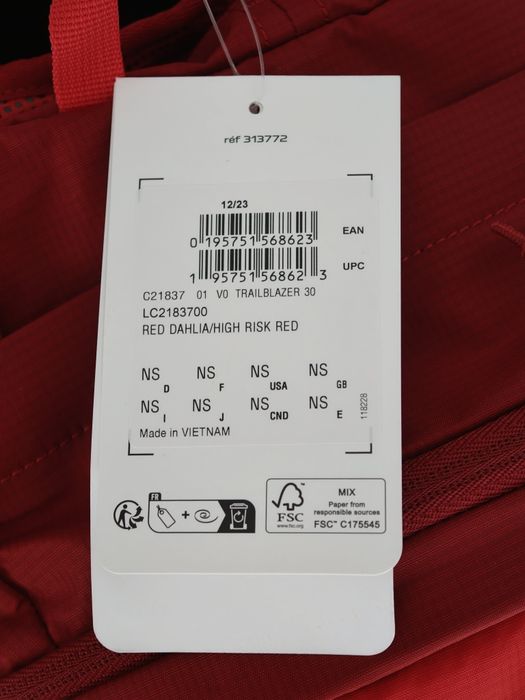 réf 313772
12/23
0 195751 568623
EAN
1 95751 56862 3
UPC
C21837 01 V0 TRAILBLAZER 30
LC2183700
RED DAHLIA/HIGH RISK RED
NS D NS F NS USA NS GB
NS I NS J NS CND NS E
118228
Made in VIETNAM
FR
+
FSC
www.fsc.org
MIX
Paper from
responsible sources
FSC™ C175545